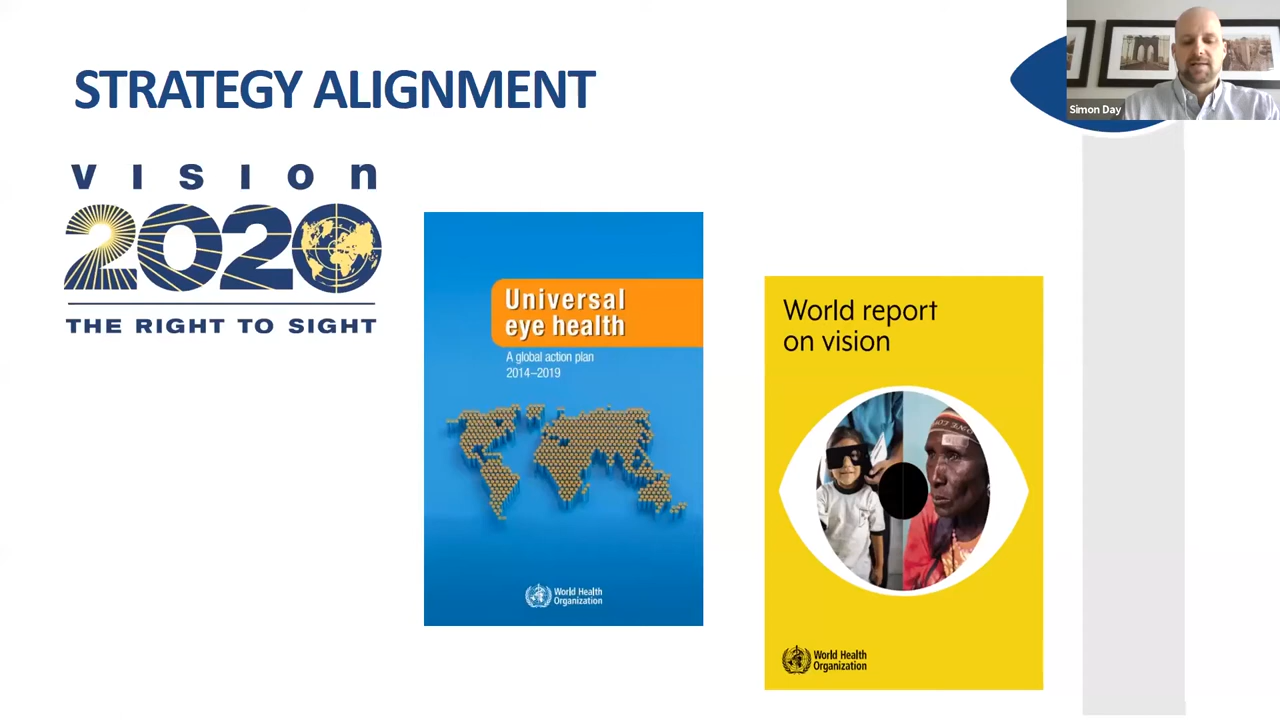 STRATEGY ALIGNMENT
Simon Day
vision
2020
THE RIGHT TO SIGHT
Universal
eye health
A global action plan
2014–2019
World Health
Organization
World report
on vision
World Health
Organization